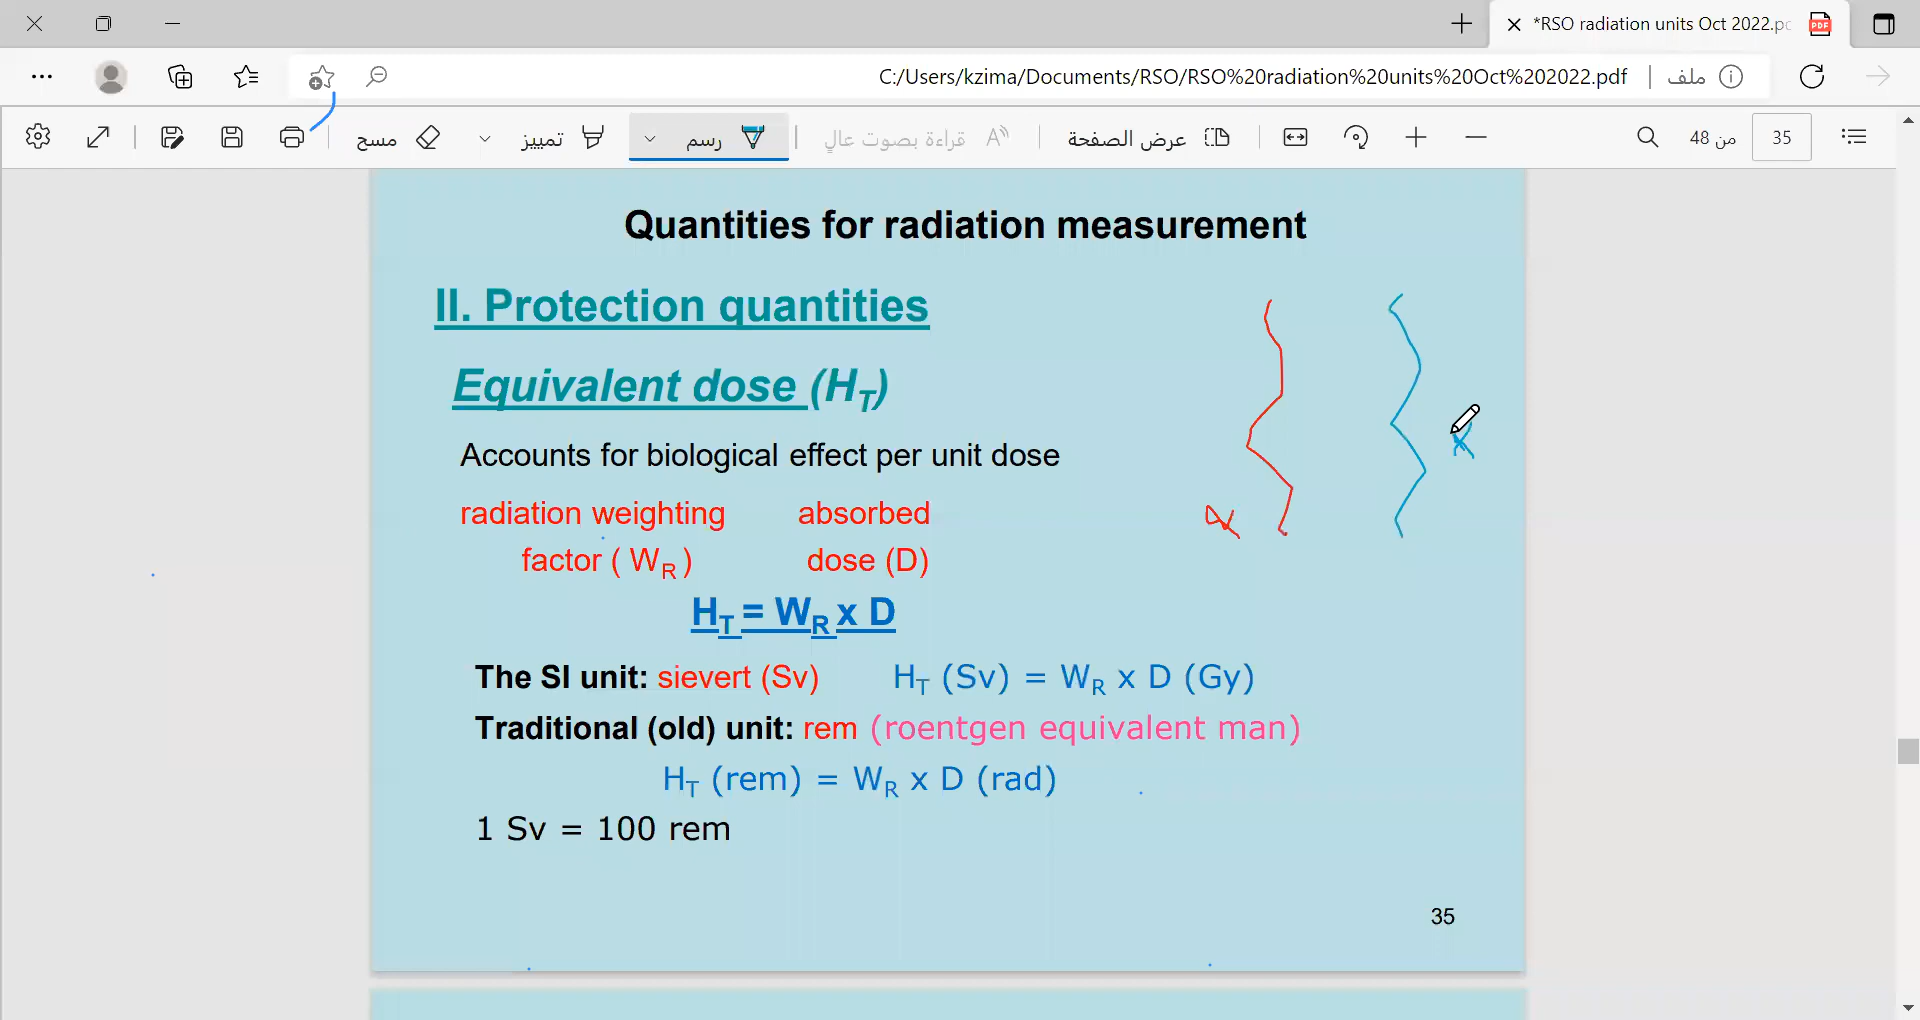 *RSO radiation units Oct 2022.pd
PDF
C:/Users/kzima/Documents/RSO/RSO%20radiation%20units%20Oct%202022.pdf
ملف
35
من 48
عرض الصفحة
قراءة بصوت عالٍ
رسم
تمييز
مسح
Quantities for radiation measurement
II. Protection quantities
Equivalent dose (HT)
Accounts for biological effect per unit dose
radiation weighting absorbed
factor ( WR ) dose (D)
HT = WR x D
The SI unit: sievert (Sv) HT (Sv) = WR x D (Gy)
Traditional (old) unit: rem (roentgen equivalent man)
HT (rem) = WR x D (rad)
1 Sv = 100 rem
α
35